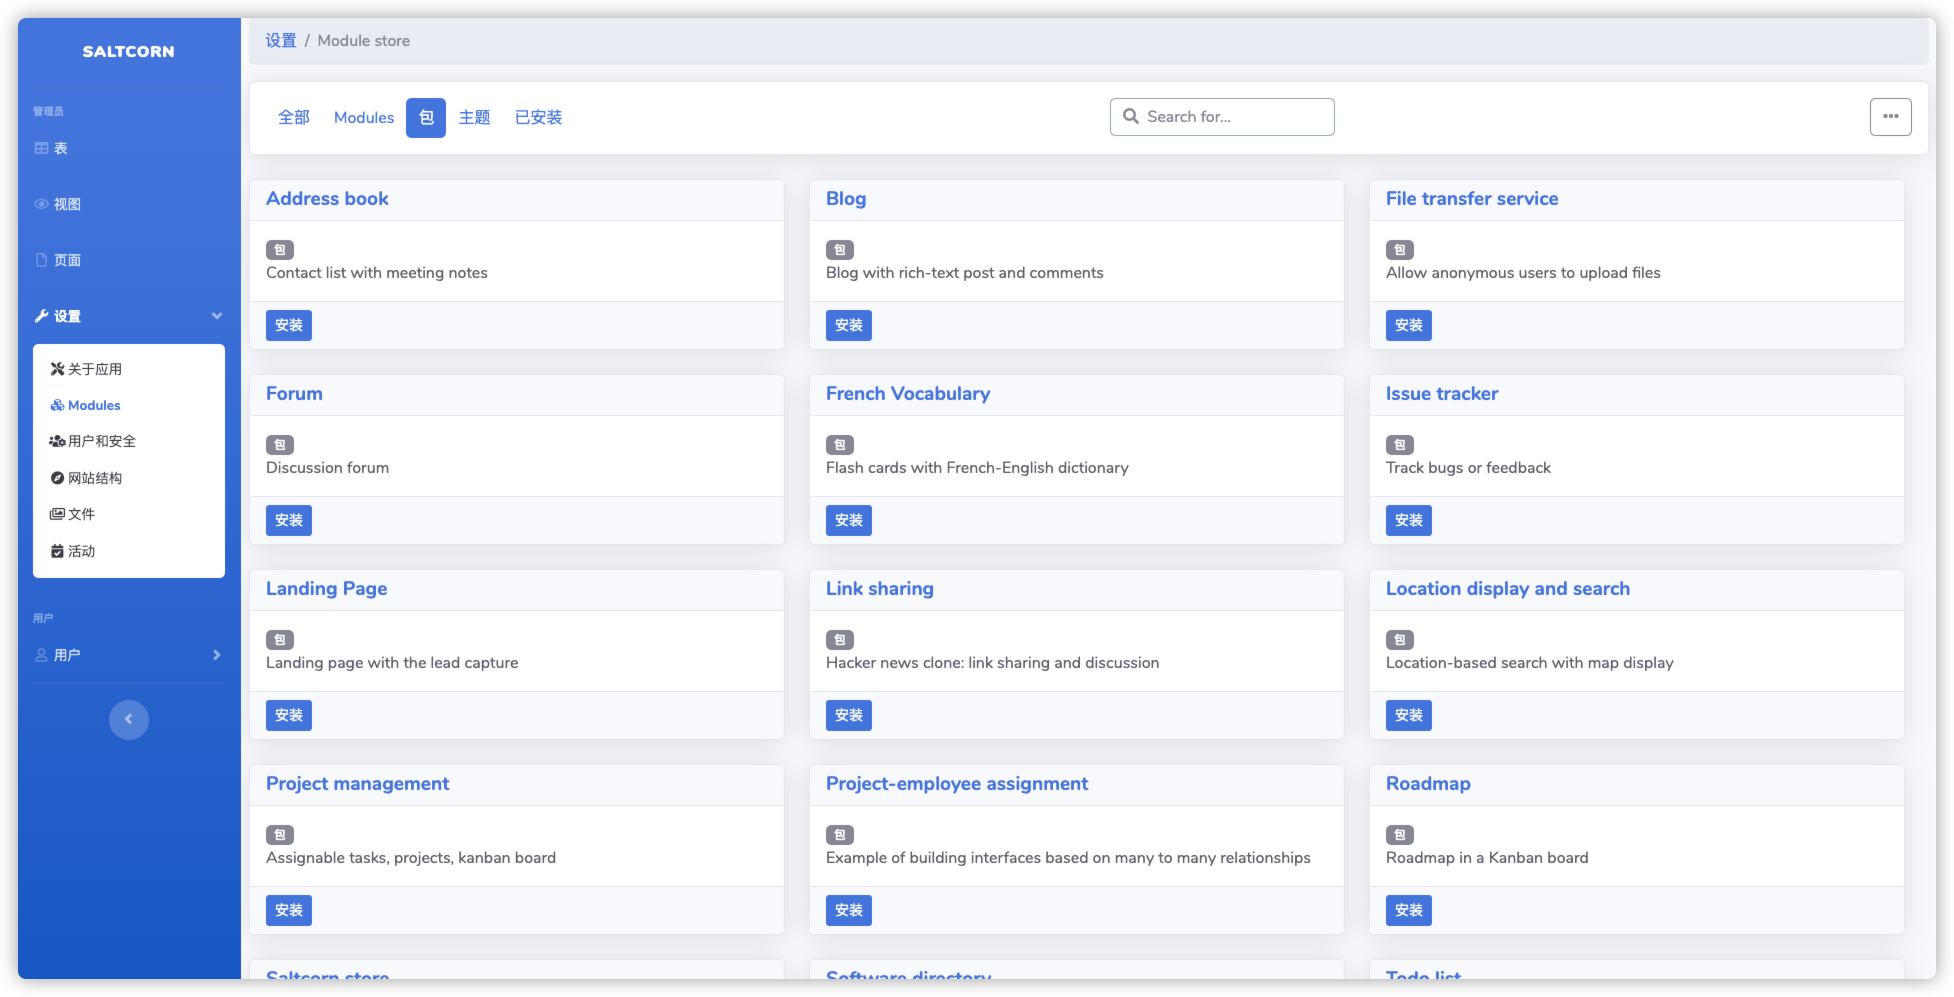 SALTCORN
管理员
表
视图
页面
设置
关于应用
Modules
用户和安全
网站结构
文件
活动
用户
用户
设置 / Module store
全部 Modules 包 主题 已安装
Search for...
Address book
包
Contact list with meeting notes
安装
Blog
包
Blog with rich-text post and comments
安装
File transfer service
包
Allow anonymous users to upload files
安装
Forum
包
Discussion forum
安装
French Vocabulary
包
Flash cards with French-English dictionary
安装
Issue tracker
包
Track bugs or feedback
安装
Landing Page
包
Landing page with the lead capture
安装
Link sharing
包
Hacker news clone: link sharing and discussion
安装
Location display and search
包
Location-based search with map display
安装
Project management
包
Assignable tasks, projects, kanban board
安装
Project-employee assignment
包
Example of building interfaces based on many to many relationships
安装
Roadmap
包
Roadmap in a Kanban board
安装
Saltcorn store
Software directory
Todo list